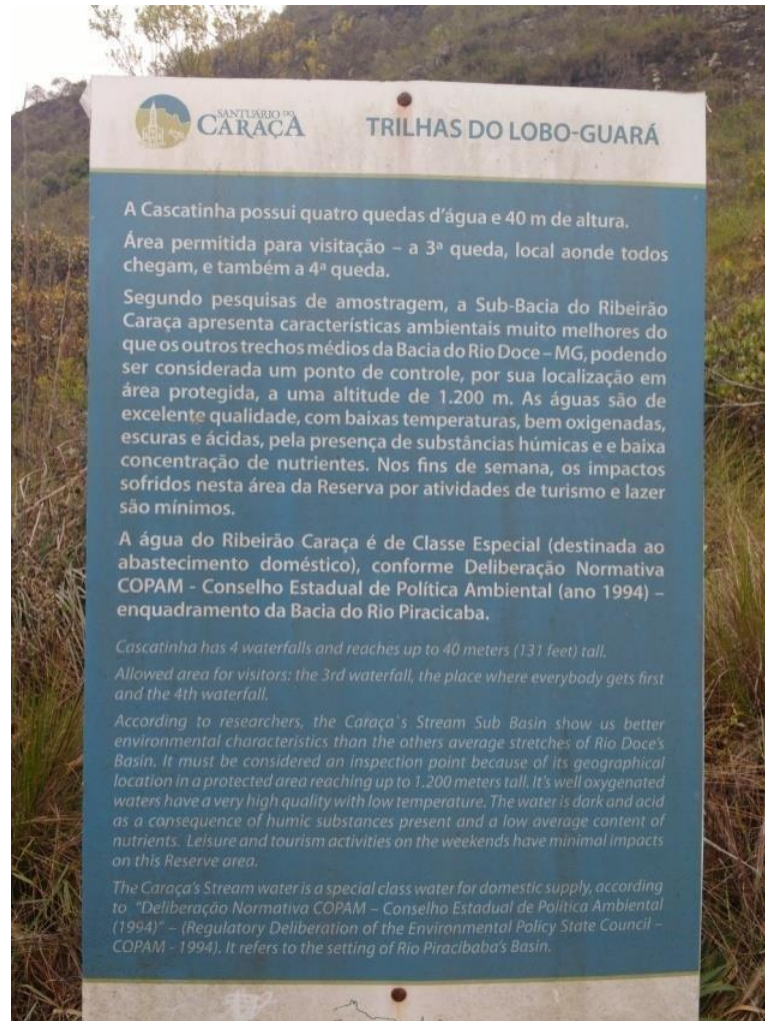 SANTUÁRIO DO
CARAÇA
TRILHAS DO LOBO-GUARÁ
A Cascatinha possui quatro quedas d'água e 40 m de altura.
Área permitida para visitação – a 3ª queda, local aonde todos
chegam, e também a 4ª queda.
Segundo pesquisas de amostragem, a Sub-Bacia do Ribeirão
Caraça apresenta características ambientais muito melhores do
que os outros trechos médios da Bacia do Rio Doce – MG, podendo
ser considerada um ponto de controle, por sua localização em
área protegida, a uma altitude de 1.200 m. As águas são de
excelente qualidade, com baixas temperaturas, bem oxigenadas,
escuras e ácidas, pela presença de substâncias húmicas e e baixa
concentração de nutrientes. Nos fins de semana, os impactos
sofridos nesta área da Reserva por atividades de turismo e lazer
são mínimos.
A água do Ribeirão Caraça é de Classe Especial (destinada ao
abastecimento doméstico), conforme Deliberação Normativa
COPAM - Conselho Estadual de Política Ambiental (ano 1994) –
enquadramento da Bacia do Rio Piracicaba.
Cascatinha has 4 waterfalls and reaches up to 40 meters (131 feet) tall.
Allowed area for visitors: the 3rd waterfall, the place where everybody gets first
and the 4th waterfall.
According to researchers, the Caraça`s Stream Sub Basin show us better
environmental characteristics than the others average stretches of Rio Doce's
Basin. It must be considered an inspection point because of its geographical
location in a protected area reaching up to 1.200 meters tall. It's well oxygenated
waters have a very high quality with low temperature. The water is dark and acid
as a consequence of humic substances present and a low average content of
nutrients. Leisure and tourism activities on the weekends have minimal impacts
on this Reserve area.
The Caraça's Stream water is a special class water for domestic supply, according
to "Deliberação Normativa COPAM – Conselho Estadual de Política Ambiental
(1994)" – (Regulatory Deliberation of the Environmental Policy State Council –
COPAM - 1994). It refers to the setting of Rio Piracibaba's Basin.